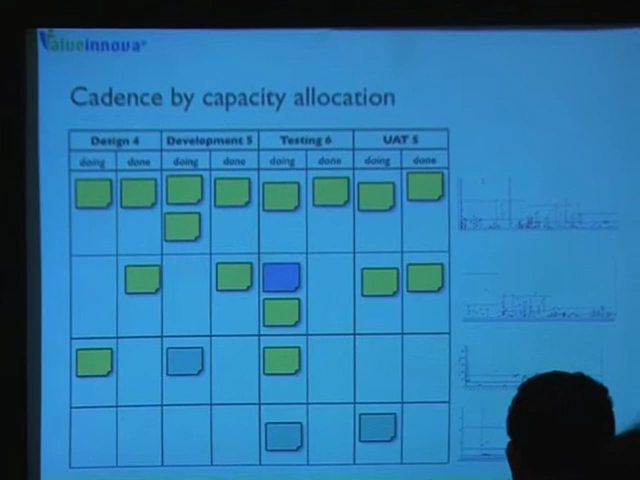 Valueinnova®
Cadence by capacity allocation
Design 4 Development 5 Testing 6 UAT 5
doing done doing done doing done doing done